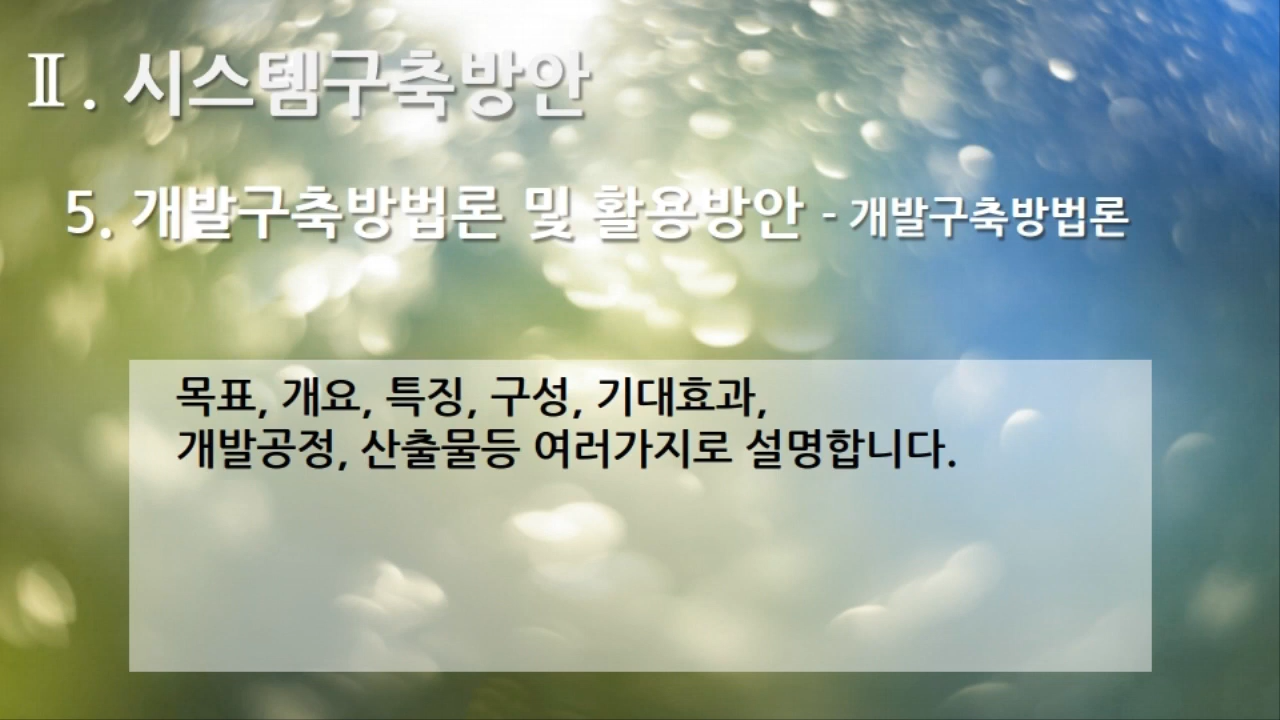 Ⅱ. 시스템구축방안
5. 개발구축방법론 및 활용방안 - 개발구축방법론
목표, 개요, 특징, 구성, 기대효과,
개발공정, 산출물등 여러가지로 설명합니다.